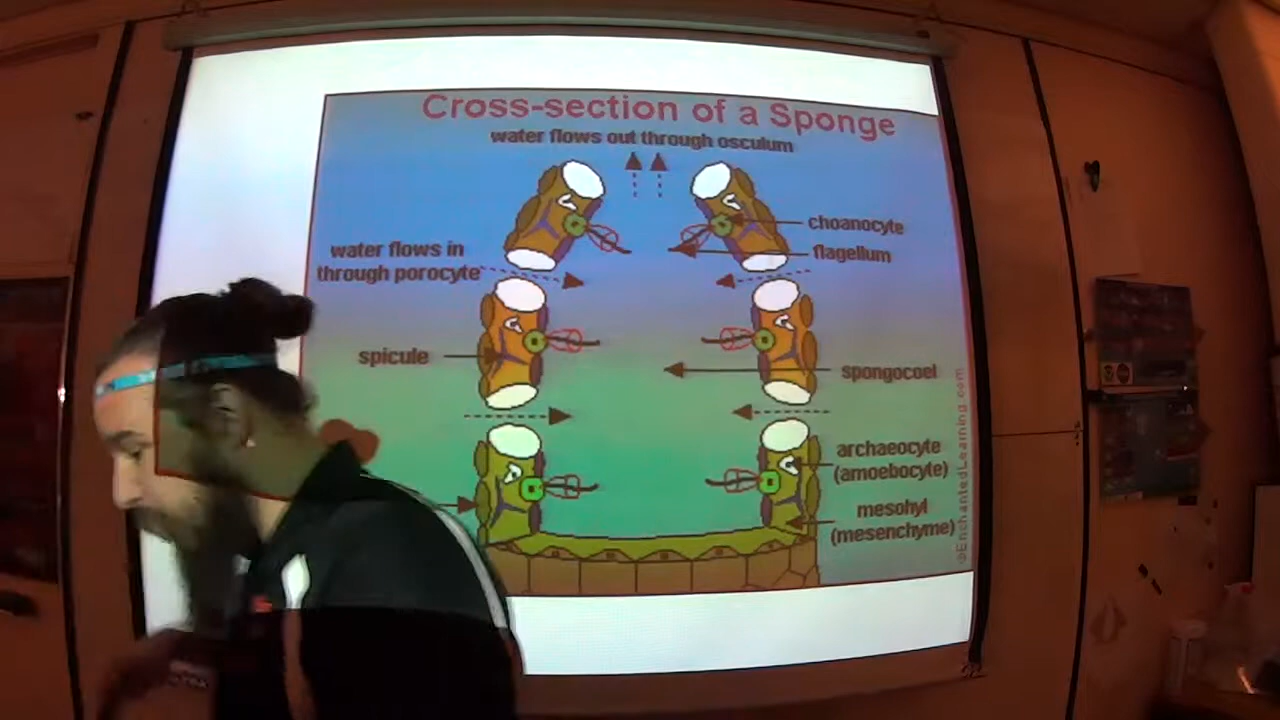 Cross-section of a Sponge
water flows out through osculum
choanocyte
flagellum
water flows in
through porocyte
spicule
spongocoel
archaeocyte
(amoebocyte)
mesohyl
(mesenchyme)
©EnchantedLearning.com